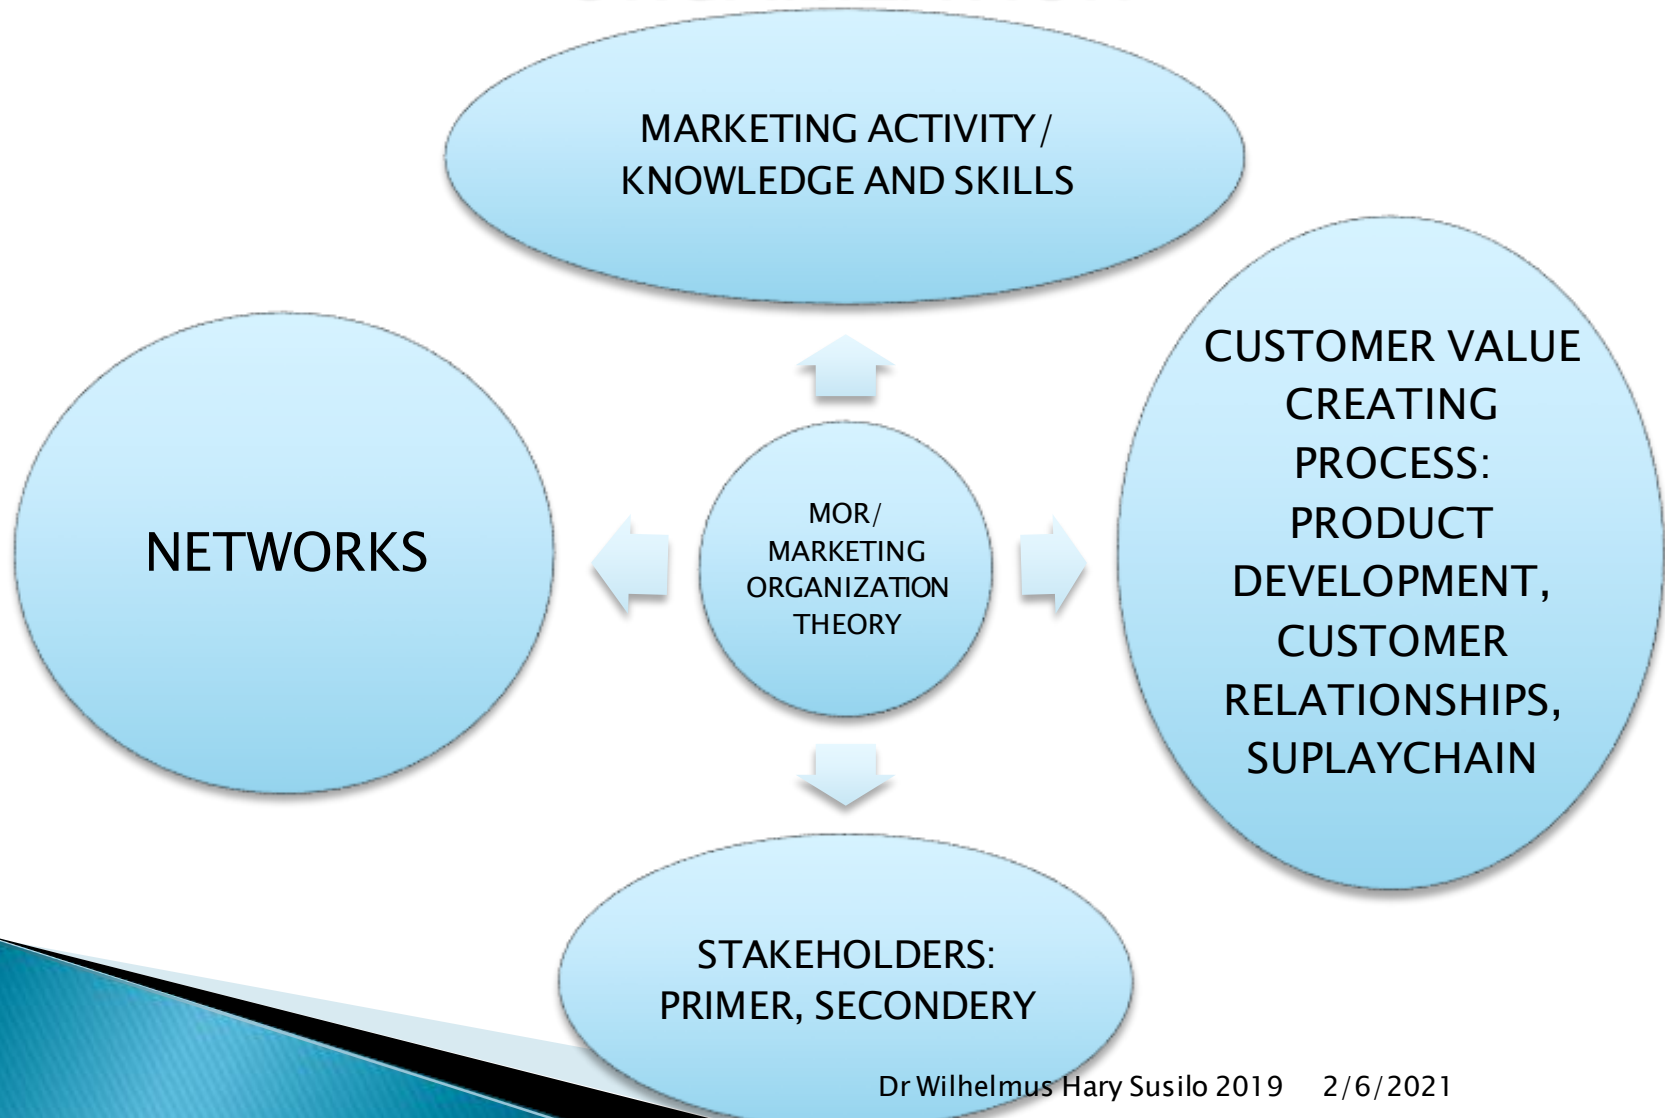 MARKETING ACTIVITY/
KNOWLEDGE AND SKILLS
CUSTOMER VALUE
CREATING
PROCESS:
PRODUCT
DEVELOPMENT,
CUSTOMER
RELATIONSHIPS,
SUPLAYCHAIN
NETWORKS
MOR/
MARKETING
ORGANIZATION
THEORY
STAKEHOLDERS:
PRIMER, SECONDERY
Dr Wilhelmus Hary Susilo 2019 2/6/2021